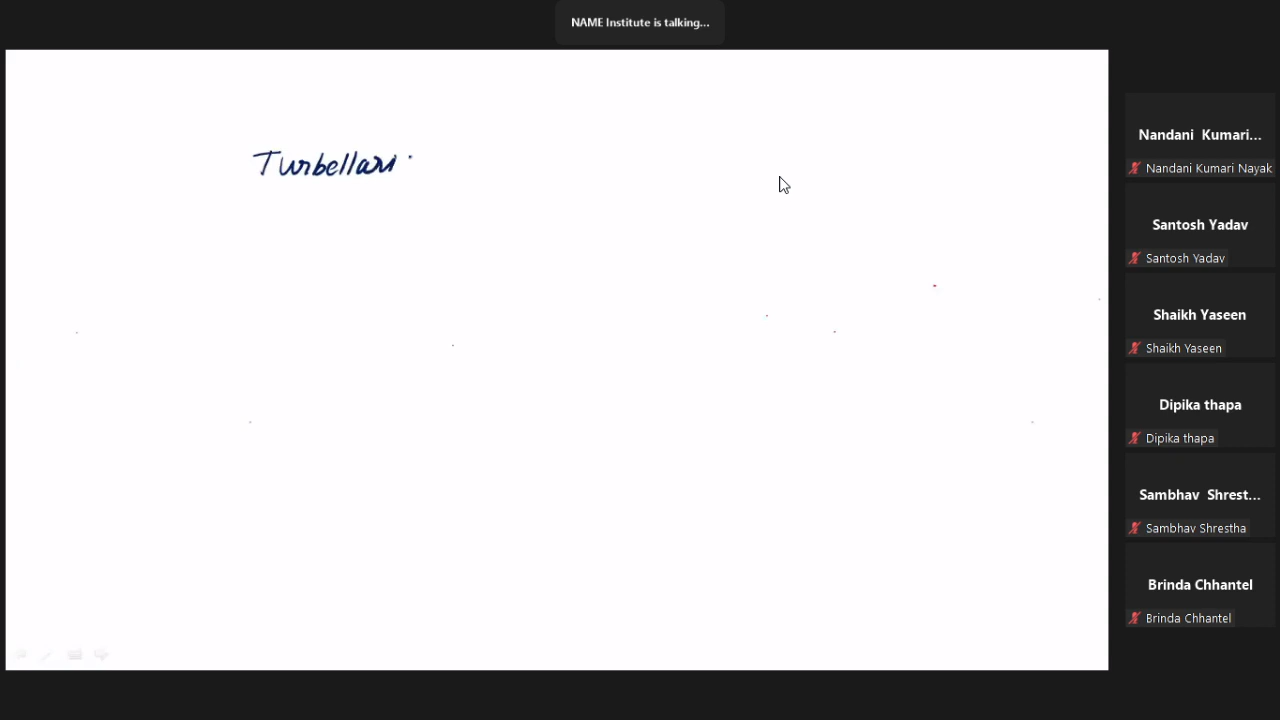 NAME Institute is talking...
Turbellari
Nandani Kumari...
Nandani Kumari Nayak
Santosh Yadav
Santosh Yadav
Shaikh Yaseen
Shaikh Yaseen
Dipika thapa
Dipika thapa
Sambhav Shrest...
Sambhav Shrestha
Brinda Chhantel
Brinda Chhantel